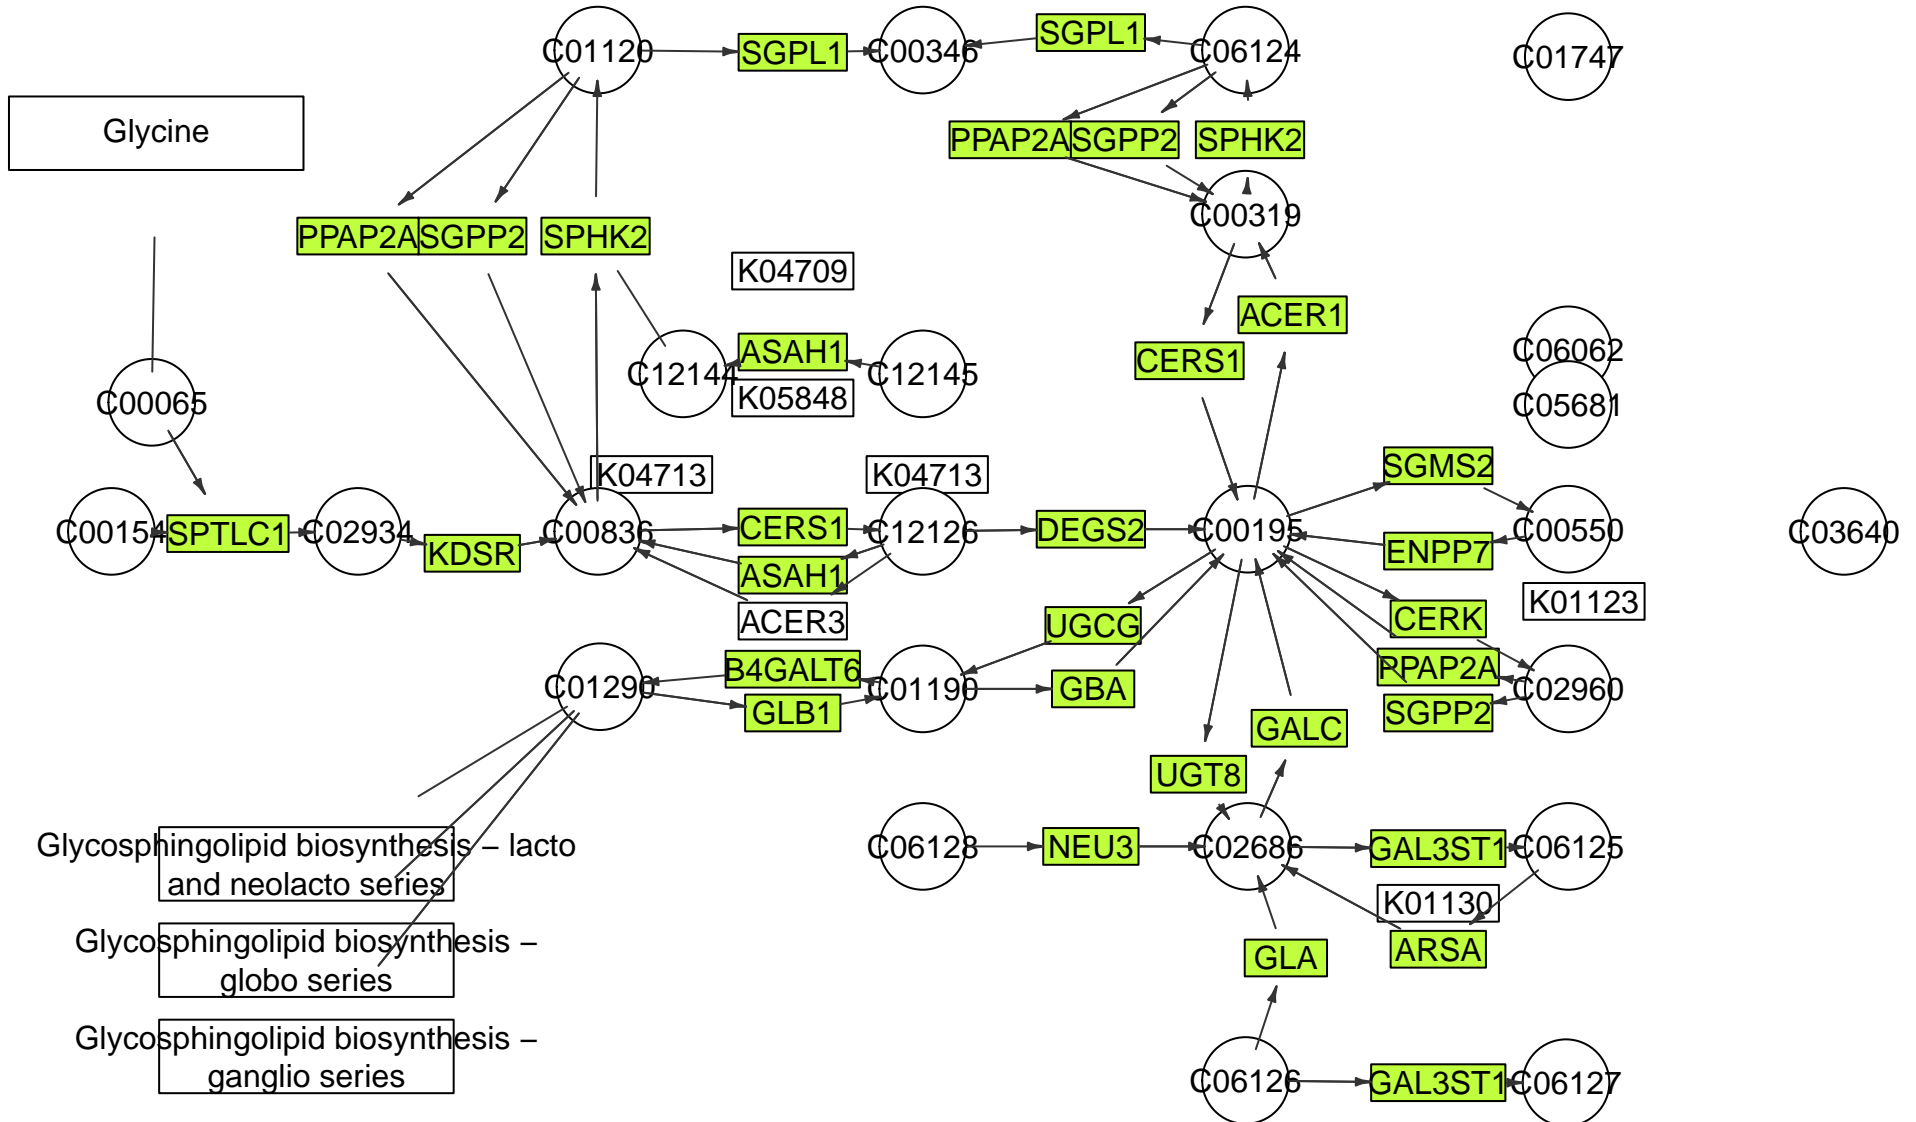 C01120
SGPL1
C00346
SGPL1
C06124
C01747
Glycine
PPAP2A
SGPP2
SPHK2
C00319
PPAP2A
SGPP2
SPHK2
K04709
ACER1
ASAH1
CERS1
C06062
C12144
C12145
K05848
C00065
C05681
K04713
K04713
SGMS2
C00154
SPTLC1
C02934
KDSR
C00836
CERS1
C12126
DEGS2
C00195
C00550
C03640
ENPP7
ASAH1
ACER3
UGCG
CERK
K01123
B4GALT6
PPAP2A
C01290
C01190
GBA
C02960
GLB1
SGPP2
GALC
UGT8
Glycosphingolipid biosynthesis – lacto
and neolacto series
C06128
NEU3
C02686
GAL3ST1
C06125
K01130
Glycosphingolipid biosynthesis –
globo series
GLA
ARSA
Glycosphingolipid biosynthesis –
ganglio series
C06126
GAL3ST1
C06127